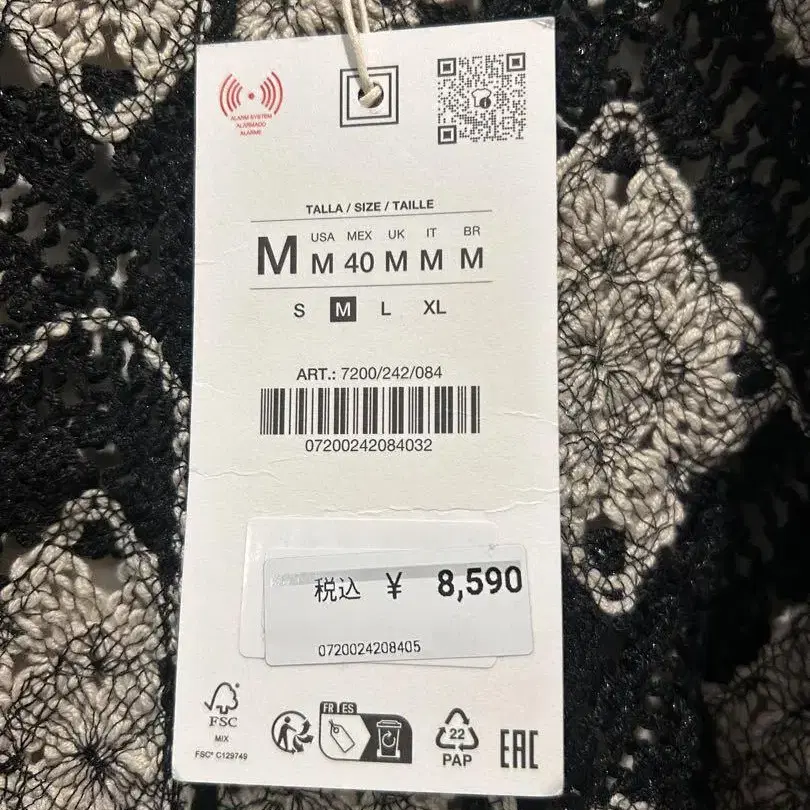 ALARM SYSTEM
ALARMADO
ALARME
TALLA / SIZE / TAILLE
USA MEX UK IT BR
M M 40 M M M
S M L XL
ART.: 7200/242/084
07200242084032
税込 ¥ 8,590
0720024208405
FR ES
FSC
MIX
FSC® C129749
22
PAP
EAC